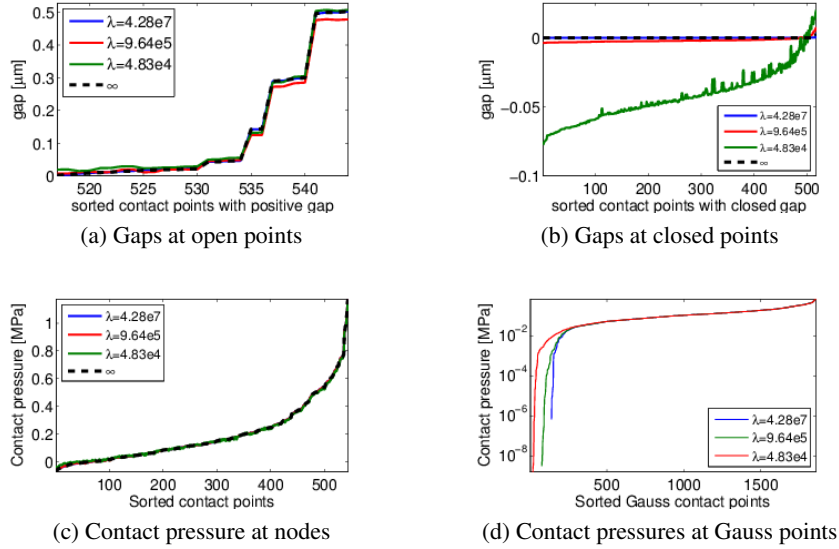 0.5
0.4
0.3
0.2
0.1
0
gap [μm]
λ=4.28e7
λ=9.64e5
λ=4.83e4
∞
520 525 530 535 540
sorted contact points with positive gap
(a) Gaps at open points
0
−0.05
−0.1
gap [μm]
λ=4.28e7
λ=9.64e5
λ=4.83e4
∞
100 200 300 400 500
sorted contact points with closed gap
(b) Gaps at closed points
1
0.8
0.6
0.4
0.2
0
Contact pressure [MPa]
λ=4.28e7
λ=9.64e5
λ=4.83e4
∞
100 200 300 400 500
Sorted contact points
(c) Contact pressure at nodes
10⁻²
10⁻⁴
10⁻⁶
10⁻⁸
Contact pressure [MPa]
λ=4.28e7
λ=9.64e5
λ=4.83e4
500 1000 1500
Sorted Gauss contact points
(d) Contact pressures at Gauss points